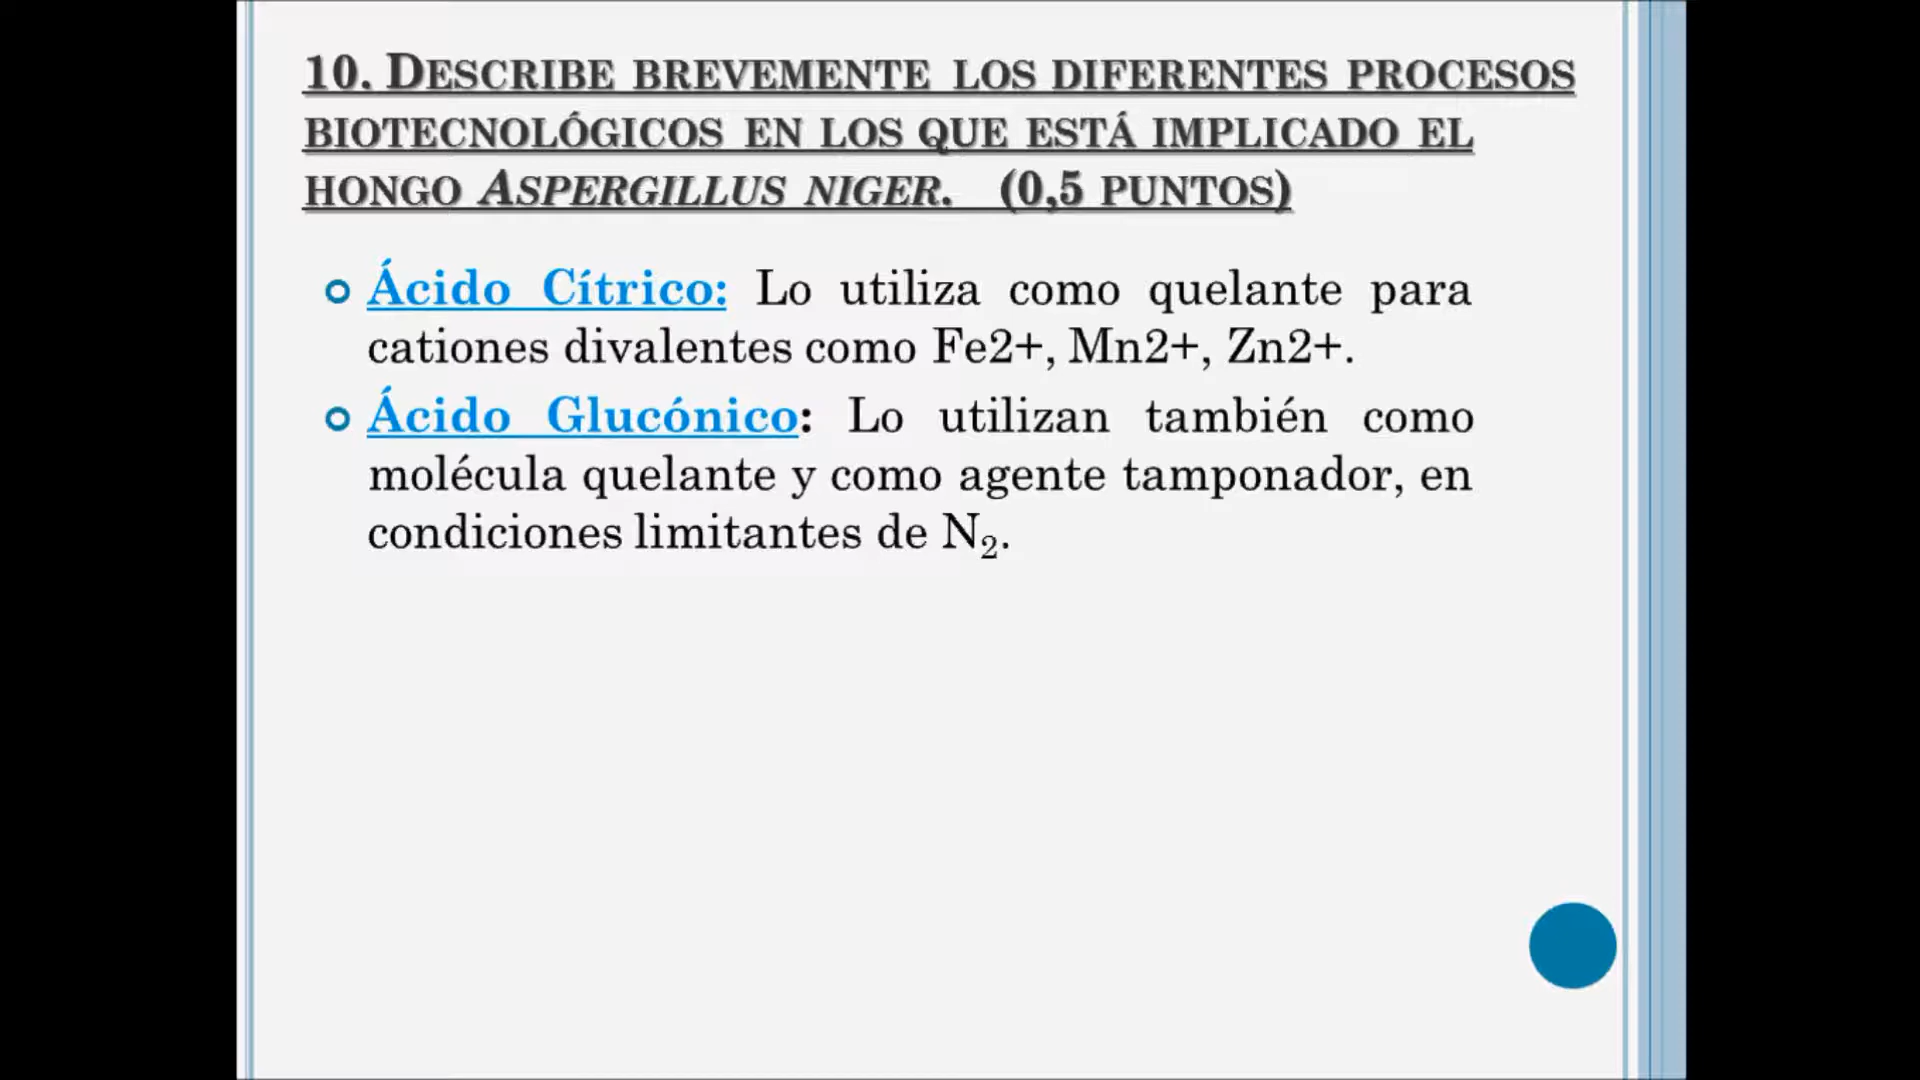 10. DESCRIBE BREVEMENTE LOS DIFERENTES PROCESOS
BIOTECNOLÓGICOS EN LOS QUE ESTÁ IMPLICADO EL
HONGO ASPERGILLUS NIGER. (0,5 PUNTOS)
Ácido Cítrico: Lo utiliza como quelante para
cationes divalentes como Fe2+, Mn2+, Zn2+.
Ácido Glucónico: Lo utilizan también como
molécula quelante y como agente tamponador, en
condiciones limitantes de N₂.